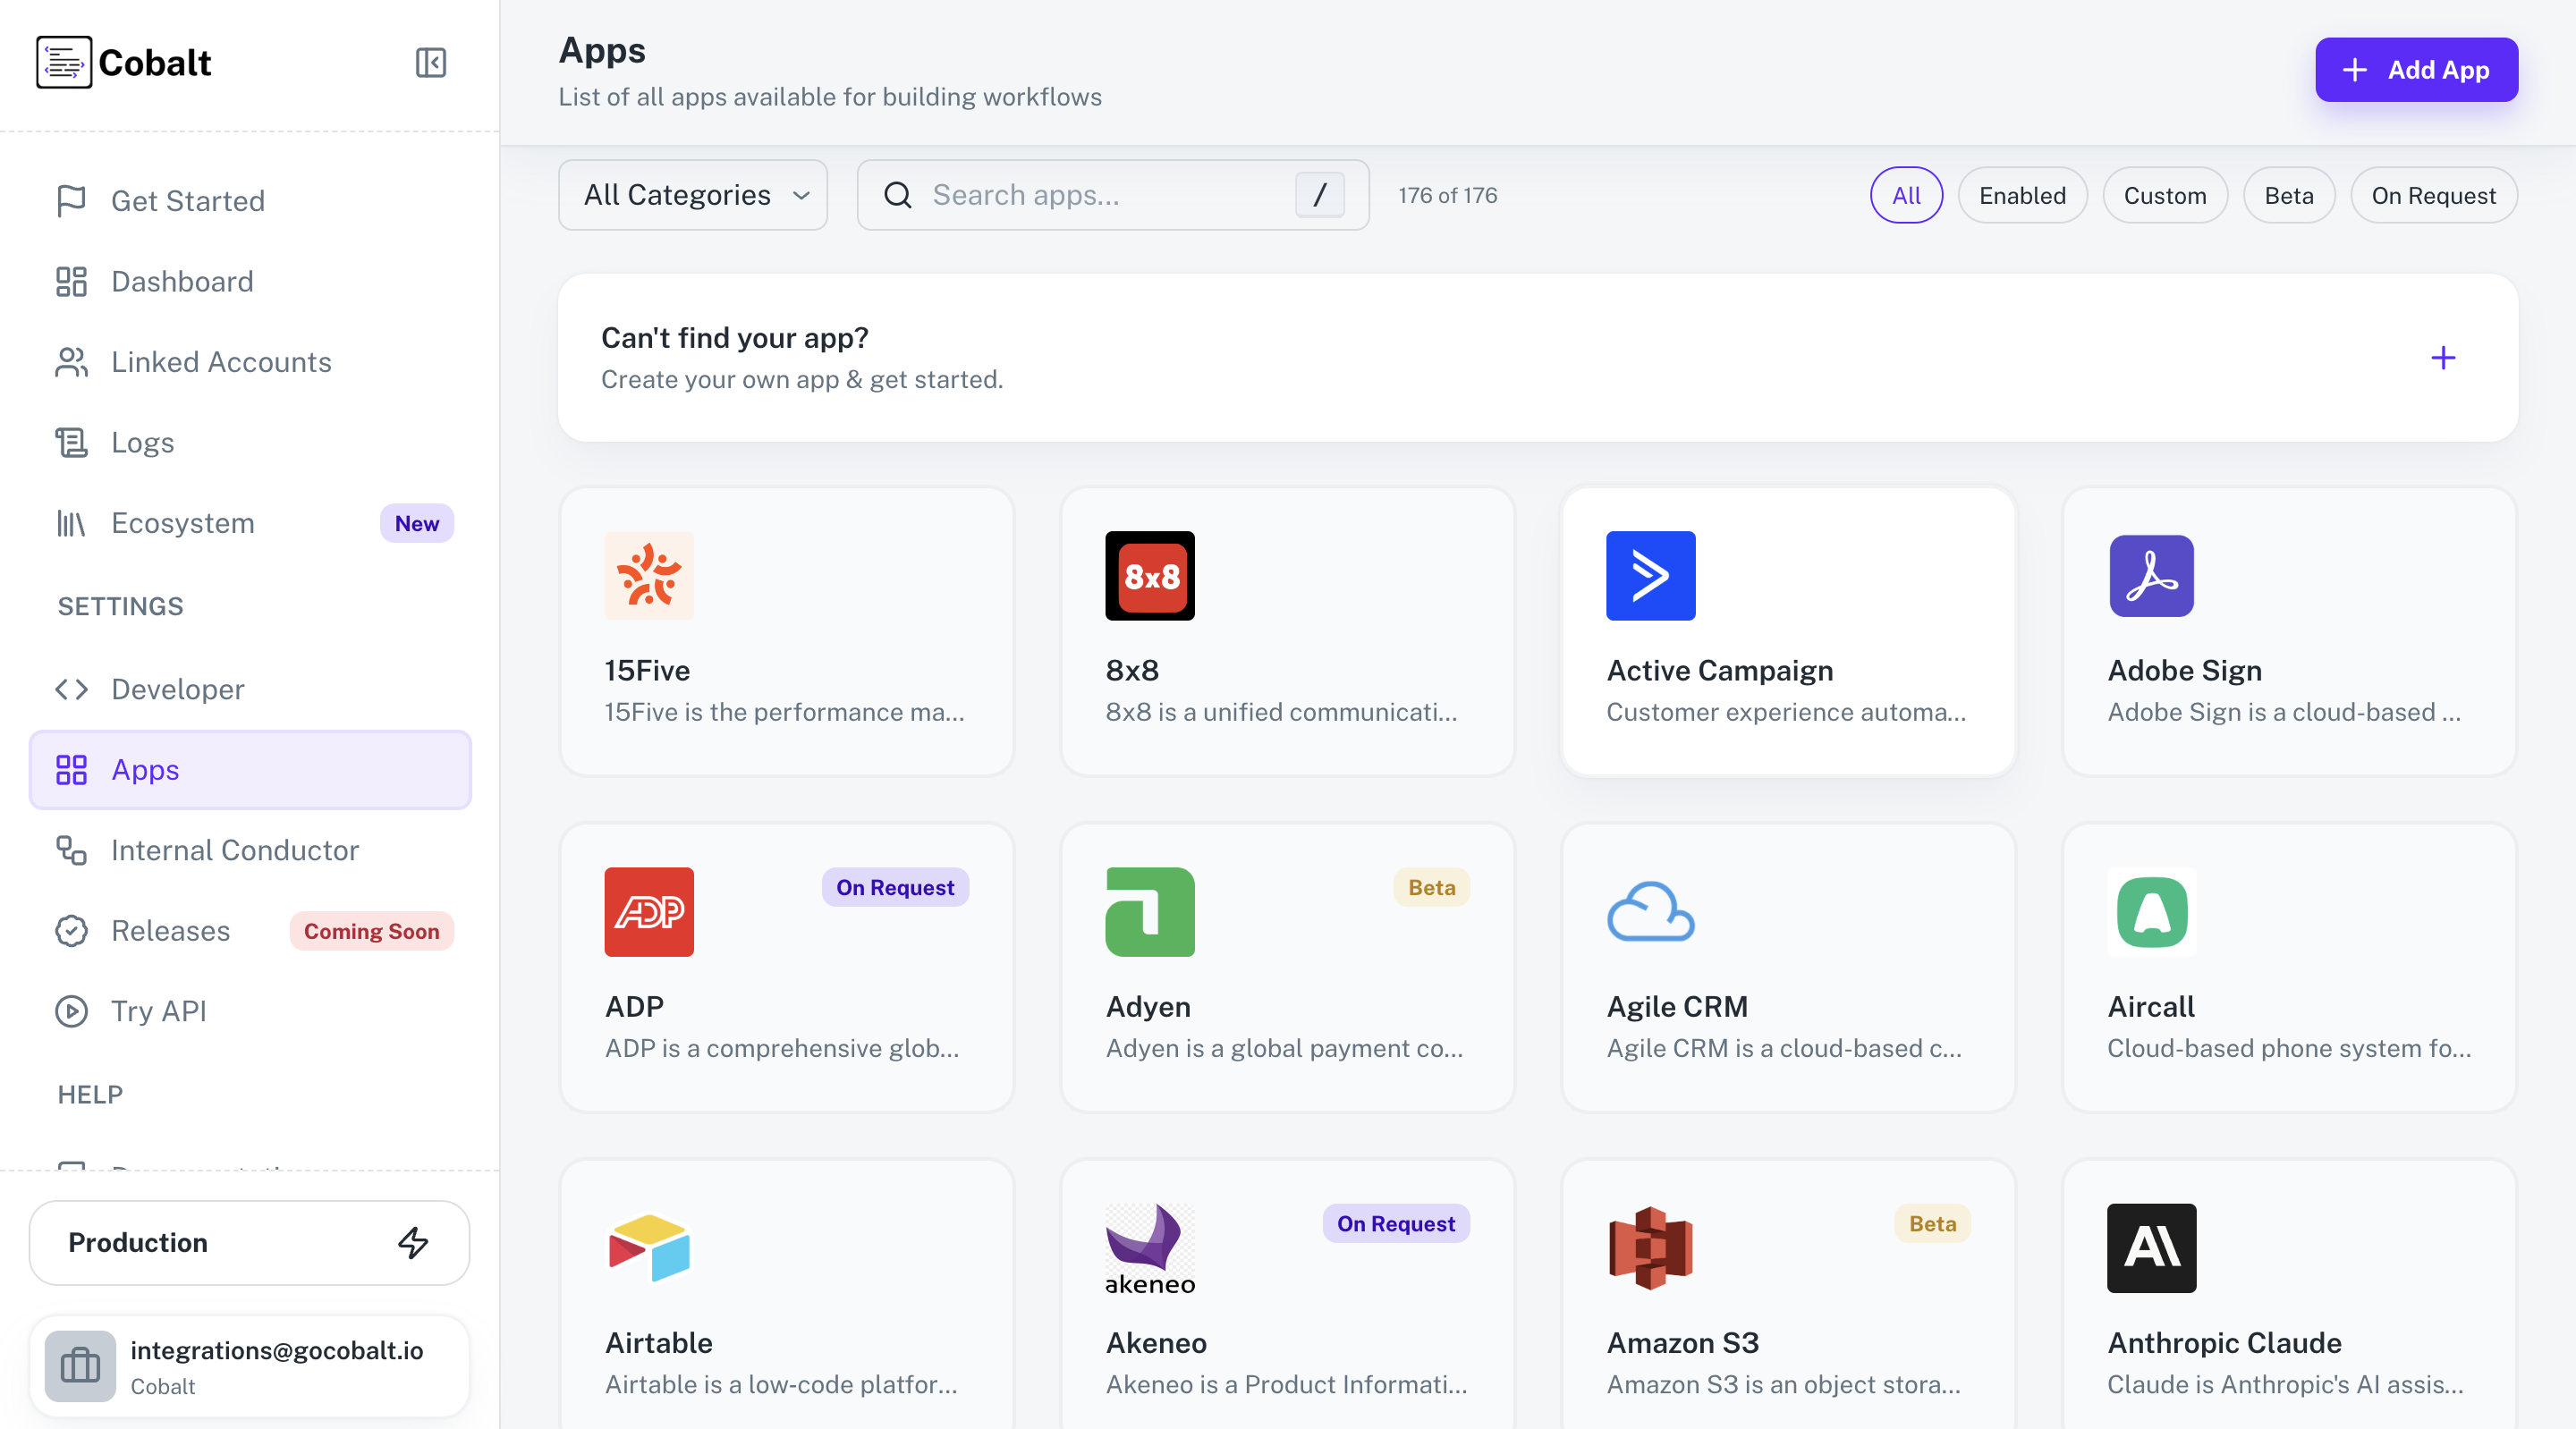 Cobalt
Get Started
Dashboard
Linked Accounts
Logs
Ecosystem New
SETTINGS
Developer
Apps
Internal Conductor
Releases Coming Soon
Try API
HELP
Production
integrations@gocobalt.io
Cobalt
Apps
List of all apps available for building workflows
Add App
All Categories
Search apps... /
176 of 176
All Enabled Custom Beta On Request
Can't find your app?
Create your own app & get started.
15Five
15Five is the performance ma...
8x8
8x8
8x8 is a unified communicati...
Active Campaign
Customer experience automa...
Adobe Sign
Adobe Sign is a cloud-based ...
ADP
On Request
ADP
ADP is a comprehensive glob...
Beta
Adyen
Adyen is a global payment co...
Agile CRM
Agile CRM is a cloud-based c...
Aircall
Cloud-based phone system fo...
Airtable
Airtable is a low-code platfor...
akeneo
On Request
Akeneo
Akeneo is a Product Informati...
Beta
Amazon S3
Amazon S3 is an object stora...
Anthropic Claude
Claude is Anthropic's AI assis...